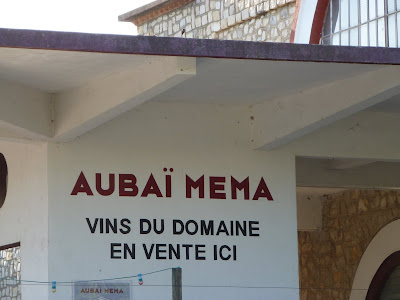 AUBAÏ MEMA
VINS DU DOMAINE
EN VENTE ICI
AUBAÏ MEMA